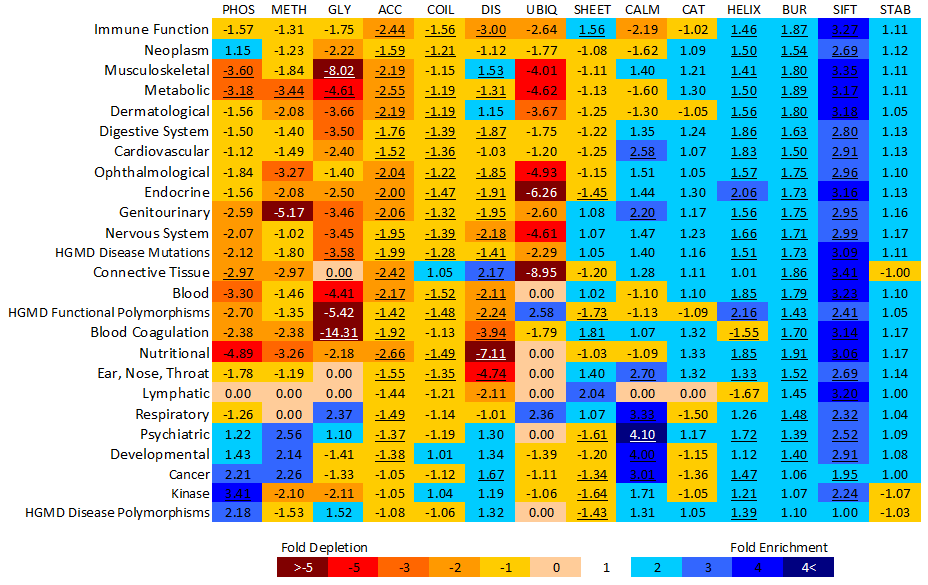 PHOS METH GLY ACC COIL DIS UBIQ SHEET CALM CAT HELIX BUR SIFT STAB
Immune Function -1.57 -1.31 -1.75 -2.44 -1.56 -3.00 -2.64 1.56 -2.19 -1.02 1.46 1.87 3.27 1.11
Neoplasm 1.15 -1.23 -2.22 -1.59 -1.21 -1.12 -1.77 -1.08 -1.62 1.09 1.50 1.54 2.69 1.12
Musculoskeletal -3.60 -1.84 -8.02 -2.19 -1.15 1.53 -4.01 -1.11 1.40 1.21 1.41 1.80 3.35 1.11
Metabolic -3.18 -3.44 -4.61 -2.55 -1.19 -1.31 -4.62 -1.13 -1.60 1.30 1.50 1.89 3.17 1.11
Dermatological -1.56 -2.08 -3.66 -2.19 -1.19 1.15 -3.67 -1.25 -1.30 -1.05 1.56 1.80 3.18 1.05
Digestive System -1.50 -1.40 -3.50 -1.76 -1.39 -1.87 -1.75 -1.22 1.35 1.24 1.86 1.63 2.80 1.13
Cardiovascular -1.12 -1.49 -2.40 -1.52 -1.36 -1.03 -1.20 -1.25 2.58 1.07 1.83 1.50 2.91 1.13
Ophthalmological -1.84 -3.27 -1.40 -2.04 -1.22 -1.85 -4.93 -1.15 1.51 1.05 1.57 1.75 2.96 1.10
Endocrine -1.56 -2.08 -2.50 -2.00 -1.47 -1.91 -6.26 -1.45 1.44 1.30 2.06 1.73 3.16 1.13
Genitourinary -2.59 -5.17 -3.46 -2.06 -1.32 -1.95 -2.60 1.08 2.20 1.17 1.56 1.75 2.95 1.16
Nervous System -2.07 -1.02 -3.45 -1.95 -1.39 -2.18 -4.61 1.07 1.47 1.23 1.66 1.71 2.99 1.17
HGMD Disease Mutations -2.12 -1.80 -3.58 -1.99 -1.28 -1.41 -2.29 1.05 1.40 1.16 1.51 1.73 3.09 1.11
Connective Tissue -2.97 -2.97 0.00 -2.42 1.05 2.17 -8.95 -1.20 1.28 1.11 1.01 1.86 3.41 -1.00
Blood -3.30 -1.46 -4.41 -2.17 -1.52 -2.11 0.00 1.02 -1.10 1.10 1.85 1.79 3.23 1.10
HGMD Functional Polymorphisms -2.70 -1.35 -5.42 -1.42 -1.48 -2.24 2.58 -1.73 -1.13 -1.09 2.16 1.43 2.41 1.05
Blood Coagulation -2.38 -2.38 -14.31 -1.92 -1.13 -3.94 -1.79 1.81 1.07 1.32 -1.55 1.70 3.14 1.17
Nutritional -4.89 -3.26 -2.18 -2.66 -1.49 -7.11 0.00 -1.03 -1.09 1.33 1.85 1.91 3.06 1.17
Ear, Nose, Throat -1.78 -1.19 0.00 -1.55 -1.35 -4.74 0.00 1.40 2.70 1.32 1.33 1.52 2.69 1.14
Lymphatic 0.00 0.00 0.00 -1.44 -1.21 -2.11 0.00 2.04 0.00 0.00 -1.67 1.45 3.20 1.00
Respiratory -1.26 0.00 2.37 -1.49 -1.14 -1.01 2.36 1.07 3.33 -1.50 1.26 1.48 2.32 1.04
Psychiatric 1.22 2.56 1.10 -1.37 -1.19 1.30 0.00 -1.61 4.10 1.17 1.72 1.39 2.52 1.09
Developmental 1.43 2.14 -1.41 -1.38 1.01 1.34 -1.39 -1.20 4.00 -1.15 1.12 1.40 2.91 1.08
Cancer 2.21 2.26 -1.33 -1.05 -1.12 1.67 -1.11 -1.34 3.01 -1.36 1.47 1.06 1.95 1.00
Kinase 3.41 -2.10 -2.11 -1.05 1.04 1.19 -1.06 -1.64 1.71 -1.05 1.21 1.07 2.24 -1.07
HGMD Disease Polymorphisms 2.18 -1.53 1.52 -1.08 -1.06 1.32 0.00 -1.43 1.31 1.05 1.39 1.10 1.00 -1.03
Fold Depletion Fold Enrichment
>-5 -5 -3 -2 -1 0 1 2 3 4 4<